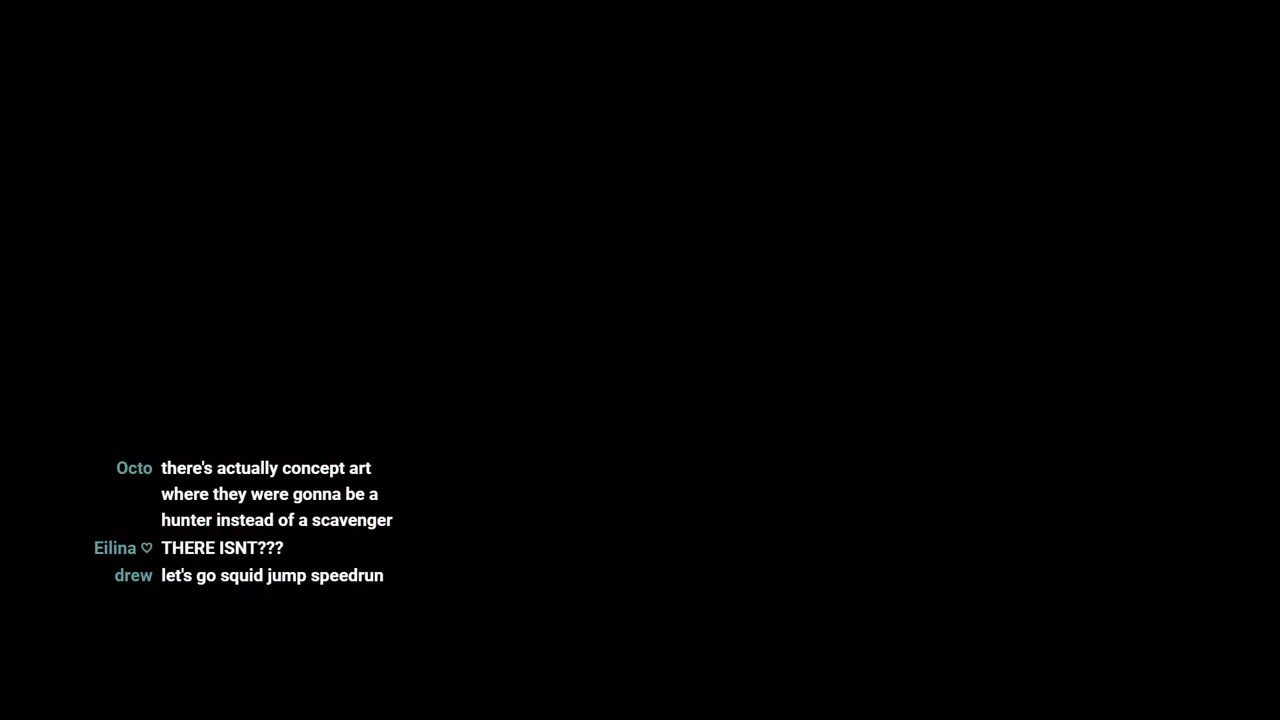 Octo there's actually concept art
where they were gonna be a
hunter instead of a scavenger
Eilina ♡ THERE ISNT???
drew let's go squid jump speedrun